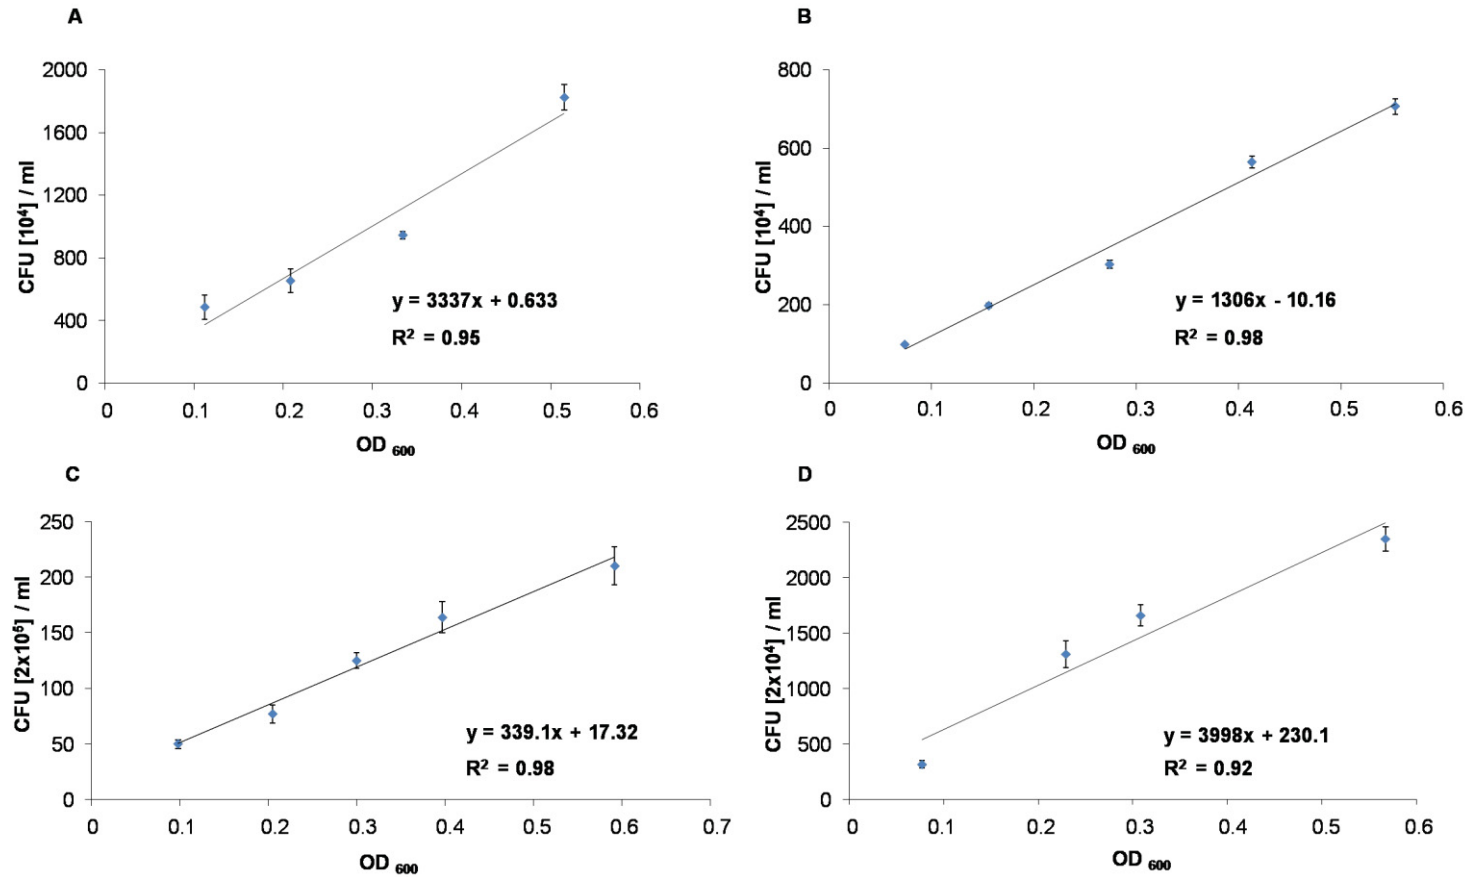 A
2000
1600
1200
800
400
0
CFU [10⁴] / ml
y = 3337x + 0.633
R² = 0.95
0 0.1 0.2 0.3 0.4 0.5 0.6
OD 600
B
800
600
400
200
0
CFU [10⁴] / ml
y = 1306x - 10.16
R² = 0.98
0 0.1 0.2 0.3 0.4 0.5 0.6
OD 600
C
250
200
150
100
50
0
CFU [2x10⁵] / ml
y = 339.1x + 17.32
R² = 0.98
0 0.1 0.2 0.3 0.4 0.5 0.6 0.7
OD 600
D
2500
2000
1500
1000
500
0
CFU [2x10⁴] / ml
y = 3998x + 230.1
R² = 0.92
0 0.1 0.2 0.3 0.4 0.5 0.6
OD 600